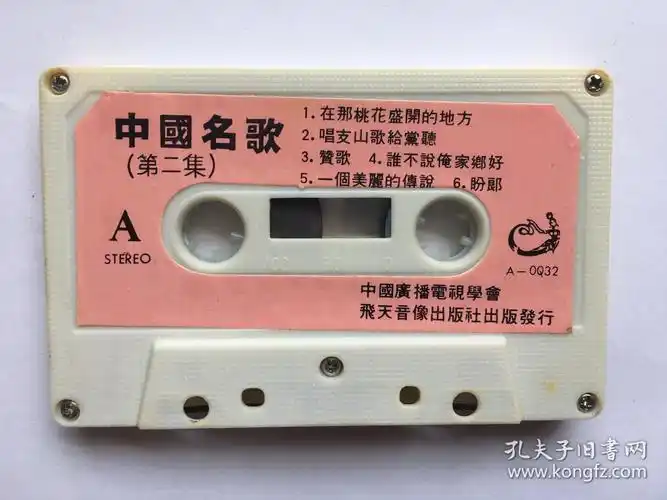 中國名歌
(第二集)
1. 在那桃花盛開的地方
2. 唱支山歌給黨聽
3. 贊歌 4. 誰不說俺家鄉好
5. 一個美麗的傳說 6. 盼郎
A
STEREO
A-0Q32
中國廣播電視學會
飛天音像出版社出版發行
孔夫子旧书网
www.kongfz.com